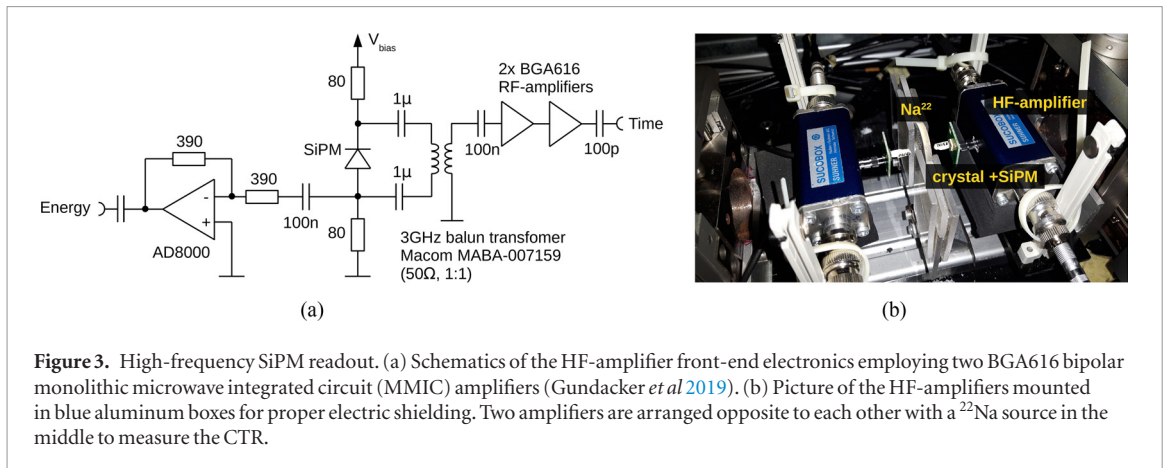 V_bias
80
1µ
2x BGA616
RF-amplifiers
390
SiPM
100n
Time
100p
Energy
-
+
390
1µ
100n
80
AD8000
3GHz balun transfomer
Macom MABA-007159
(50Ω, 1:1)
(a)
Na²²
HF-amplifier
SUCOBOX
SUHNER
SUCOBOX
SUHNER
crystal +SiPM
(b)
Figure 3. High-frequency SiPM readout. (a) Schematics of the HF-amplifier front-end electronics employing two BGA616 bipolar
monolithic microwave integrated circuit (MMIC) amplifiers (Gundacker et al 2019). (b) Picture of the HF-amplifiers mounted
in blue aluminum boxes for proper electric shielding. Two amplifiers are arranged opposite to each other with a ²²Na source in the
middle to measure the CTR.